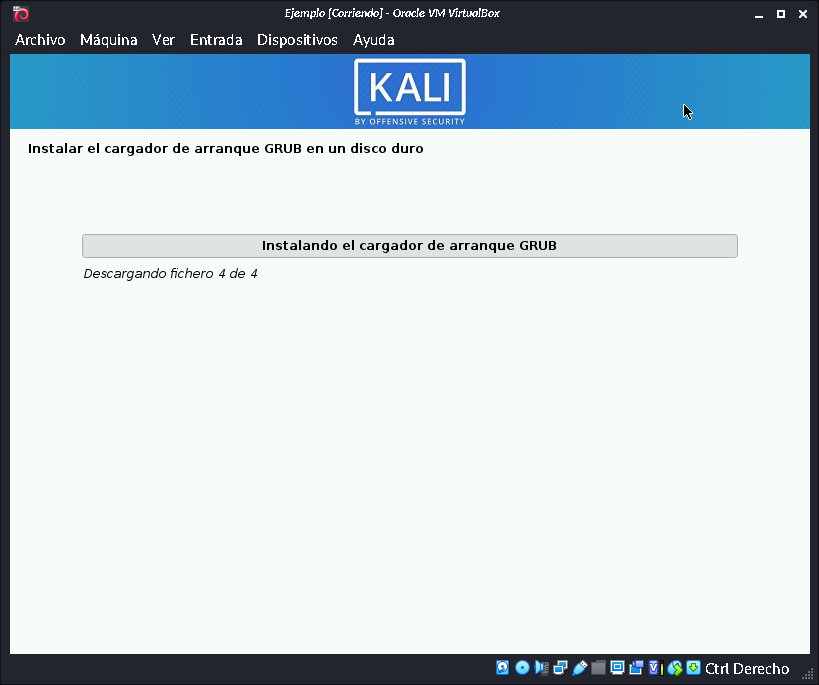 Ejemplo [Corriendo] - Oracle VM VirtualBox
Archivo Máquina Ver Entrada Dispositivos Ayuda
KALI
BY OFFENSIVE SECURITY
Instalar el cargador de arranque GRUB en un disco duro
Instalando el cargador de arranque GRUB
Descargando fichero 4 de 4
Ctrl Derecho